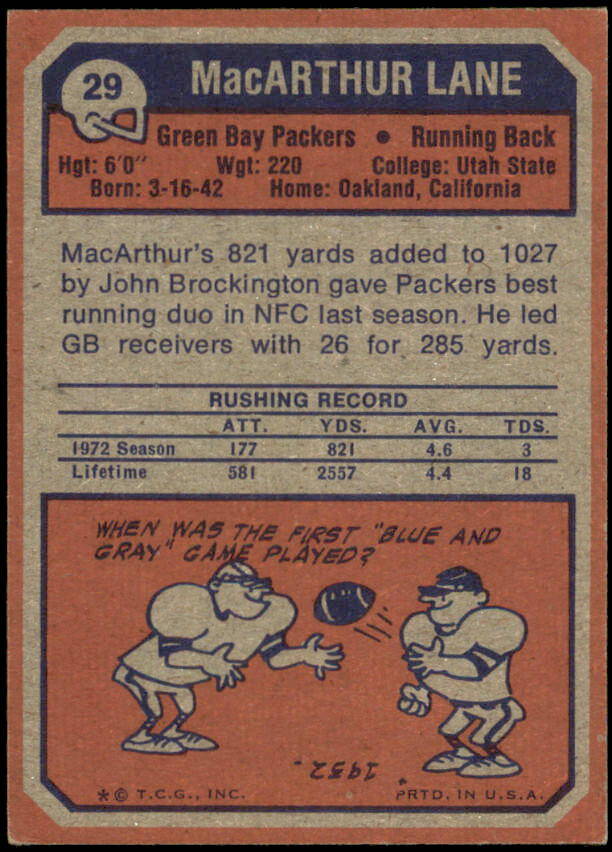 29
MacARTHUR LANE
Green Bay Packers • Running Back
Hgt: 6'0" Wgt: 220 College: Utah State
Born: 3-16-42 Home: Oakland, California
MacArthur's 821 yards added to 1027
by John Brockington gave Packers best
running duo in NFC last season. He led
GB receivers with 26 for 285 yards.
RUSHING RECORD
ATT. YDS. AVG. TDS.
1972 Season 177 821 4.6 3
Lifetime 581 2557 4.4 18
WHEN WAS THE FIRST "BLUE AND
GRAY" GAME PLAYED?
1932.
* © T.C.G., INC. PRTD. IN U.S.A.